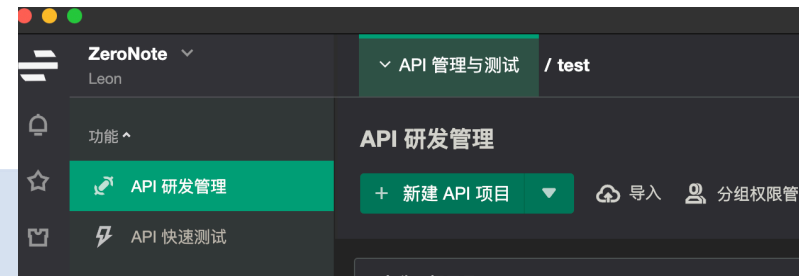 ZeroNote
Leon
API 管理与测试 / test
功能
API 研发管理
API 研发管理
+ 新建 API 项目
导入
分组权限管
API 快速测试